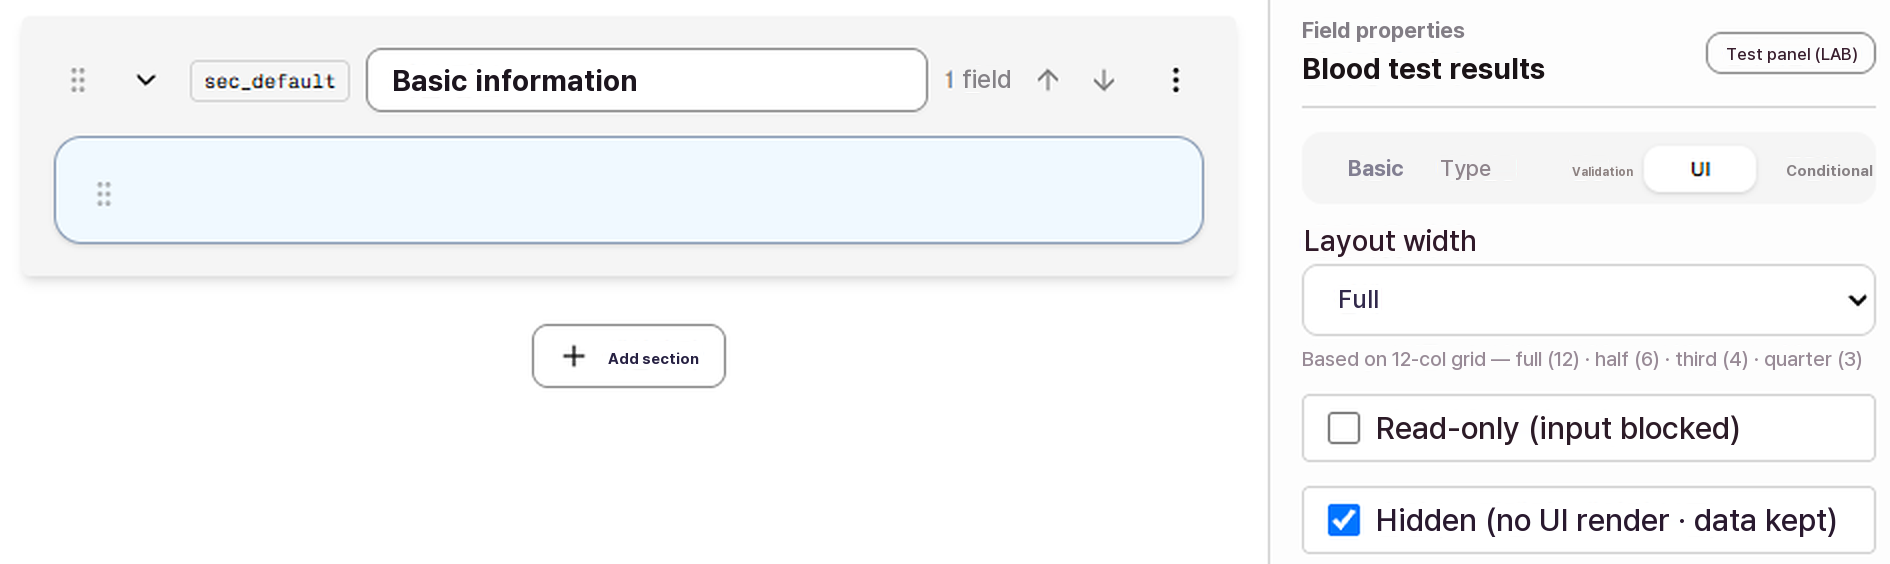 sec_default
Basic information
1 field
Add section
Field properties
Blood test results
Test panel (LAB)
Basic Type Validation UI Conditional
Layout width
Full
Based on 12-col grid — full (12) · half (6) · third (4) · quarter (3)
Read-only (input blocked)
Hidden (no UI render · data kept)